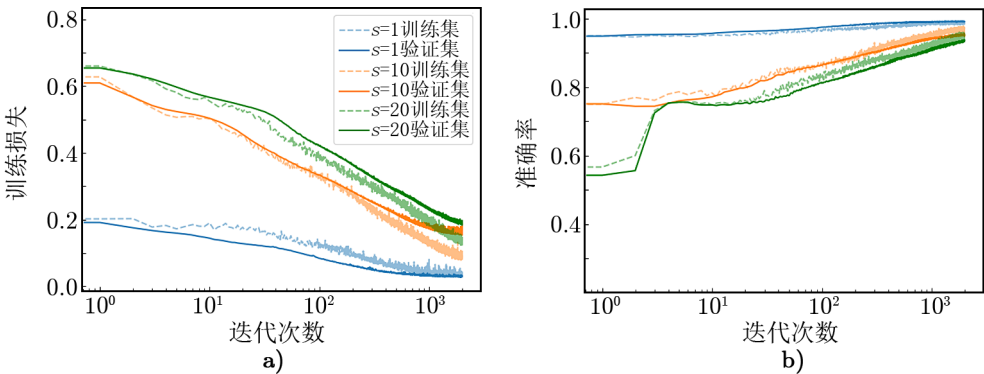 0.8
0.6
0.4
0.2
0.0
训练损失
s=1训练集
s=1验证集
s=10训练集
s=10验证集
s=20训练集
s=20验证集
10⁰ 10¹ 10² 10³
迭代次数
a)
1.0
0.8
0.6
0.4
准确率
10⁰ 10¹ 10² 10³
迭代次数
b)